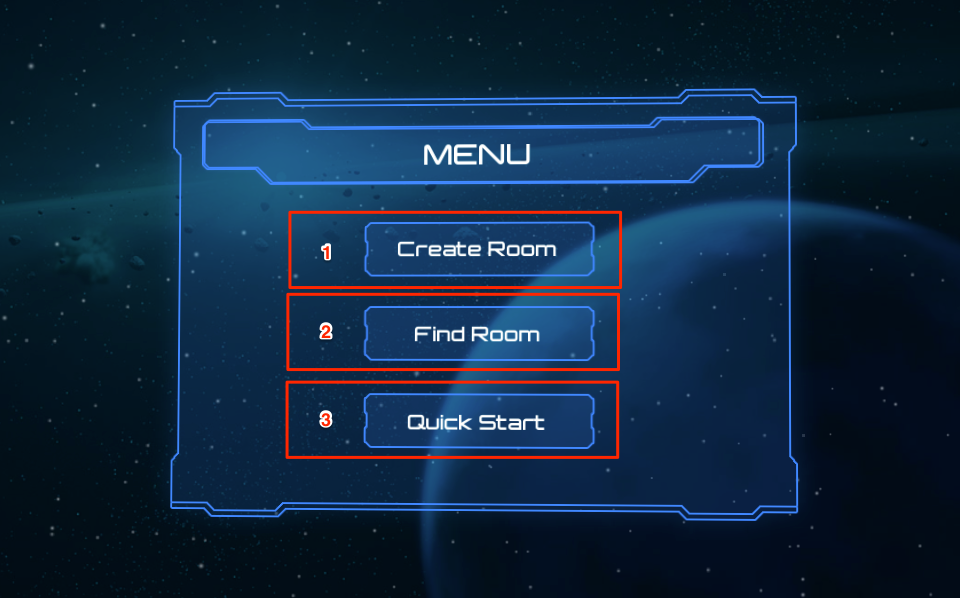 MENU
1 Create Room
2 Find Room
3 Quick Start